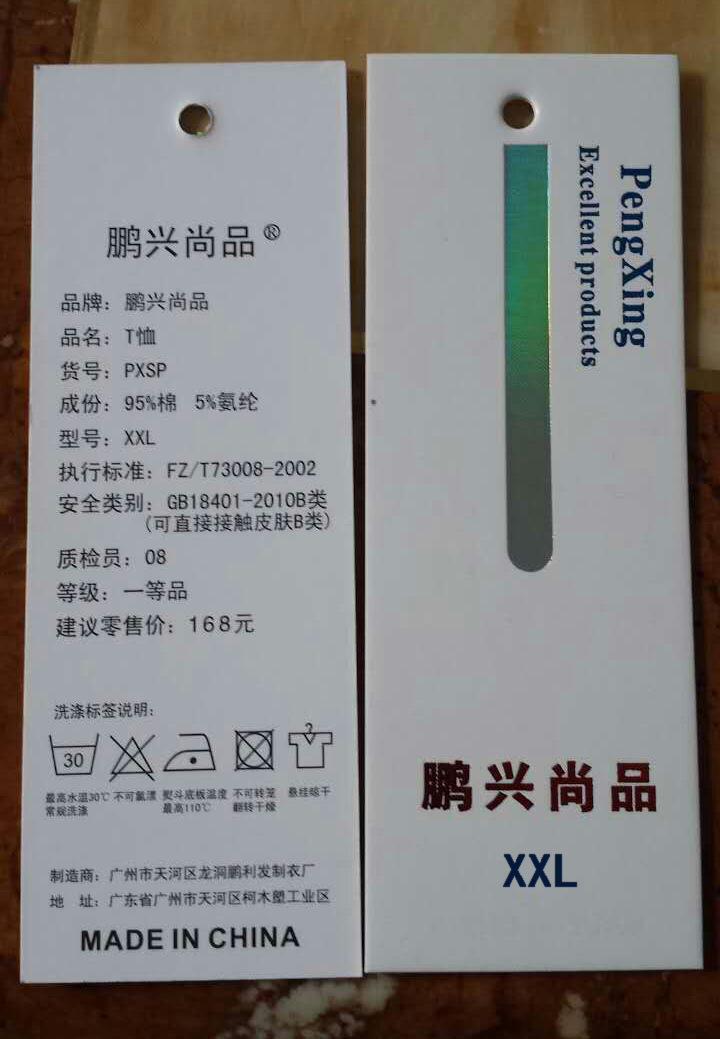 鹏兴尚品®
品牌：鹏兴尚品
品名：T恤
货号：PXSP
成份：95%棉 5%氨纶
型号：XXL
执行标准：FZ/T73008-2002
安全类别：GB18401-2010B类
(可直接接触皮肤B类)
质检员：08
等级：一等品
建议零售价：168元
洗涤标签说明：
30
最高水温30℃ 不可氯漂 熨斗底板温度 不可转笼 悬挂晾干
常规洗涤 最高110℃ 翻转干燥
制造商：广州市天河区龙洞鹏利发制衣厂
地 址：广东省广州市天河区柯木塱工业区
MADE IN CHINA
PengXing
Excellent products
鹏兴尚品
XXL